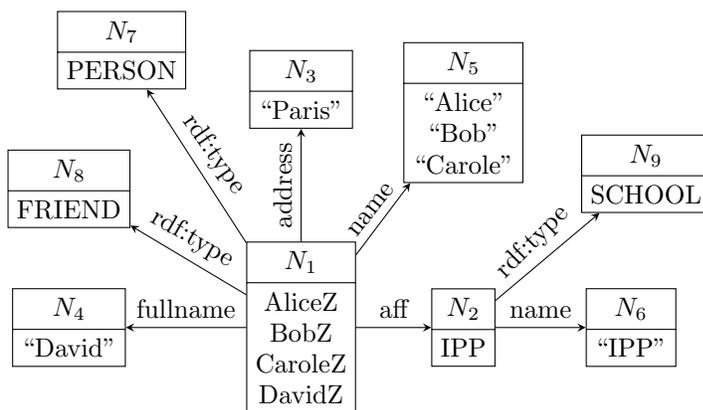 N₇
PERSON
N₃
“Paris”
N₅
“Alice”
“Bob”
“Carole”
N₉
SCHOOL
N₈
FRIEND
rdf:type
rdf:type
address
name
rdf:type
N₁
AliceZ
BobZ
CaroleZ
DavidZ
N₄
“David”
fullname
aff
N₂
IPP
name
N₆
“IPP”